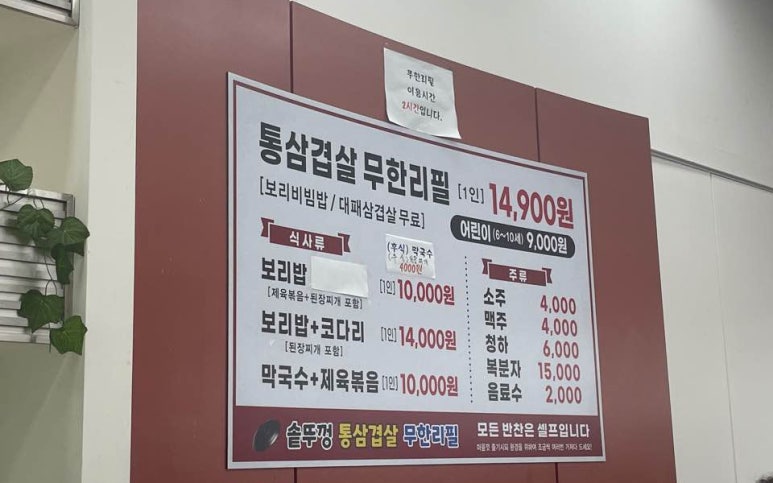 무한리필
이용시간
2시간입니다.
통삼겹살 무한리필 [1인] 14,900원
[보리비빔밥 / 대패삼겹살 무료]
어린이 (6~10세) 9,000원
식사류
(후식) 막국수
4000원
보리밥 [1인] 10,000원
[제육볶음+된장찌개 포함]
보리밥+코다리 [1인] 14,000원
[된장찌개 포함]
막국수+제육볶음 [1인] 10,000원
주류
소주 4,000
맥주 4,000
청하 6,000
복분자 15,000
음료수 2,000
솥뚜껑 통삼겹살 무한리필
모든 반찬은 셀프입니다